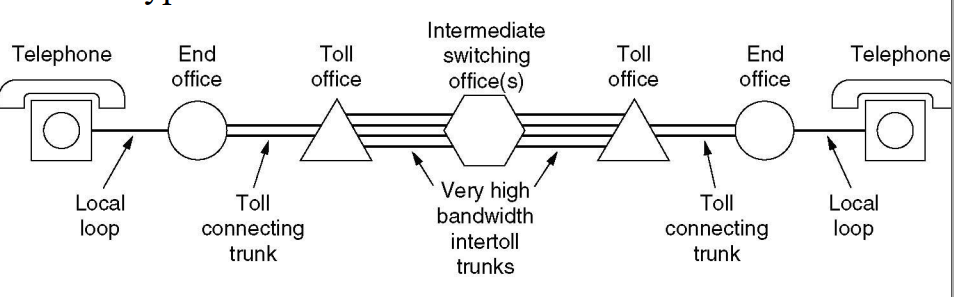 Telephone
End
office
Toll
office
Intermediate
switching
office(s)
Toll
office
End
office
Telephone
Local
loop
Toll
connecting
trunk
Very high
bandwidth
intertoll
trunks
Toll
connecting
trunk
Local
loop